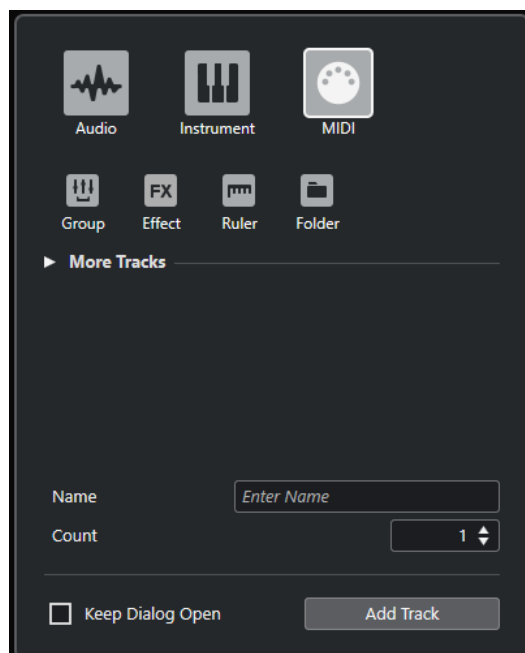 Audio Instrument MIDI
FX
Group Effect Ruler Folder
More Tracks
Name Enter Name
Count 1
Keep Dialog Open Add Track